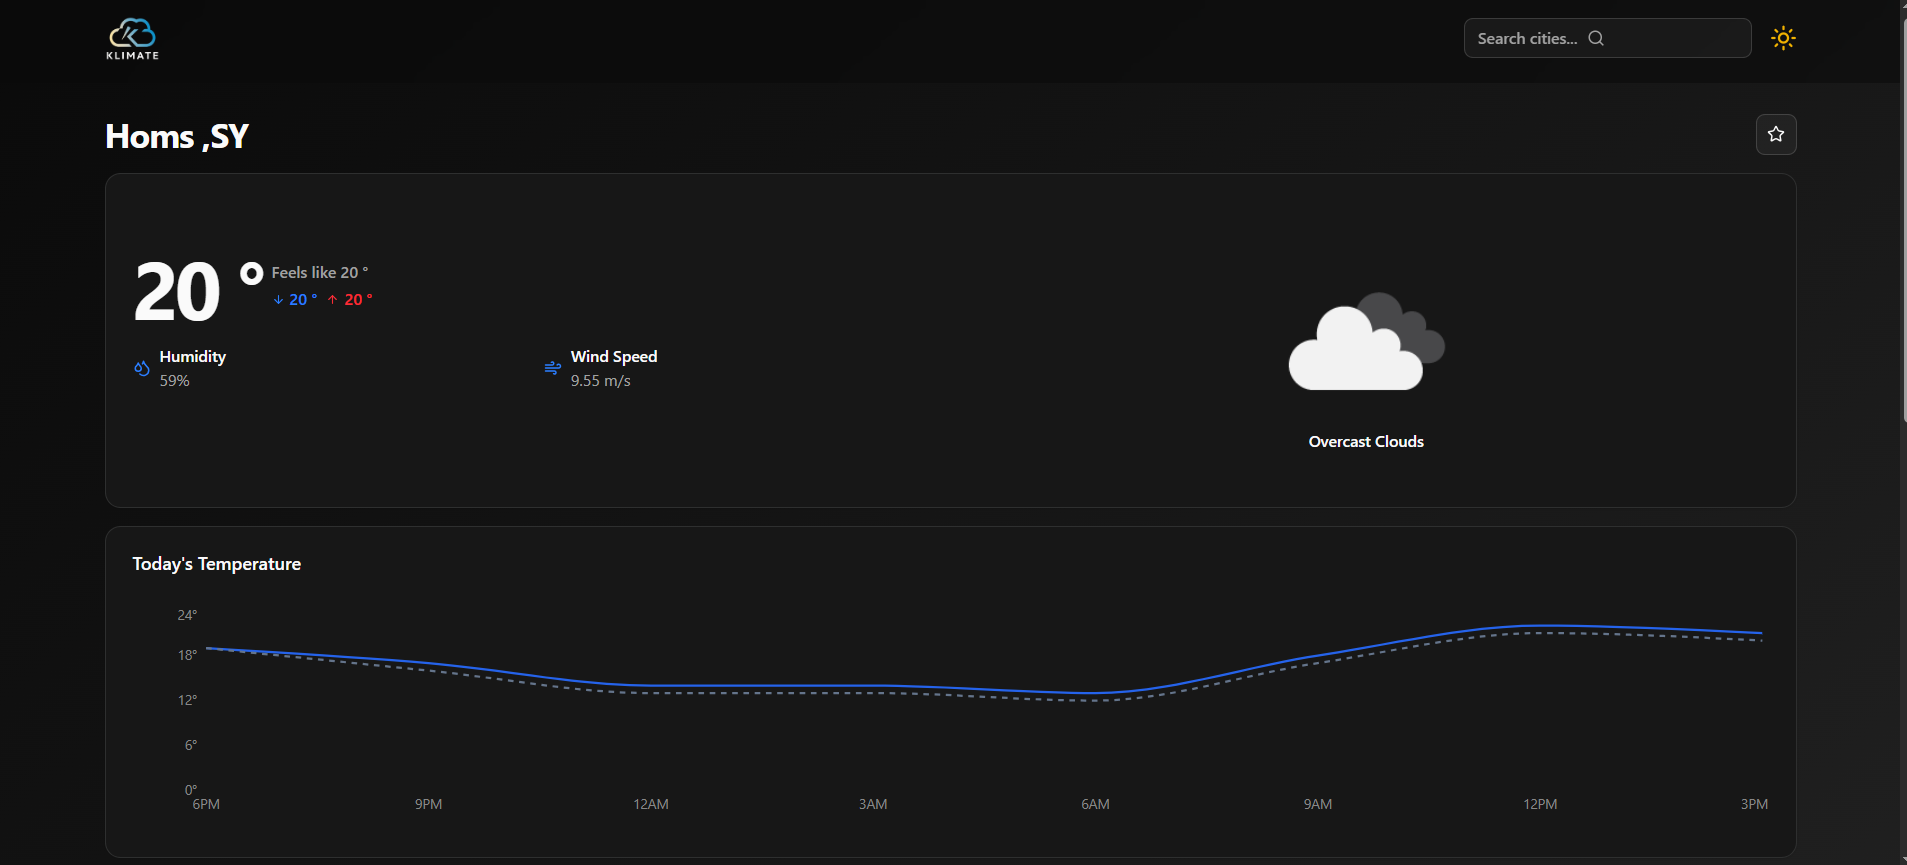 KLIMATE
Search cities...
Homs ,SY
20 °
Feels like 20 °
↓ 20 ° ↑ 20 °
Humidity
59%
Wind Speed
9.55 m/s
Overcast Clouds
Today's Temperature
24°
18°
12°
6°
0°
6PM 9PM 12AM 3AM 6AM 9AM 12PM 3PM